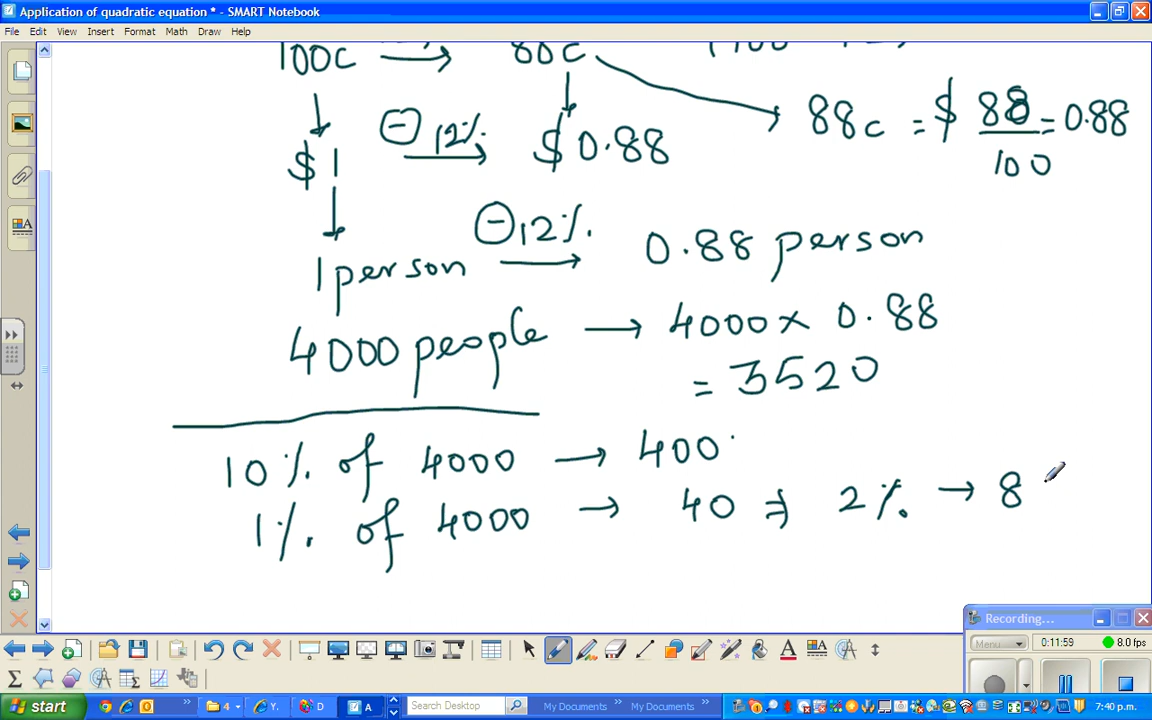 Application of quadratic equation * - SMART Notebook
File Edit View Insert Format Math Draw Help
100c → 88c
88c = $ 88/100 = 0.88
$1 ⊖12% → $0.88
1 person ⊖12% → 0.88 person
4000 people → 4000 × 0.88
= 3520
10% of 4000 → 400
1% of 4000 → 40 ⇒ 2% → 8
Recording...
Menu 0:11:59 8.0 fps
start 4 Y. D A Search Desktop My Documents My Documents 7:40 p.m.